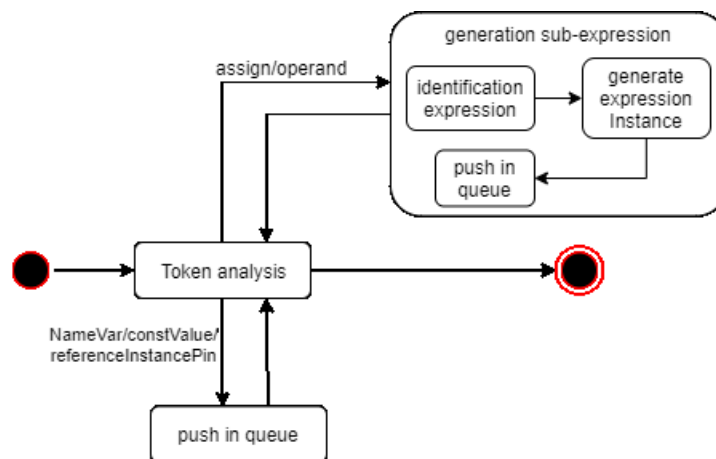 generation sub-expression
assign/operand
identification
expression
generate
expression
Instance
push in
queue
Token analysis
NameVar/constValue/'
referenceInstancePin
push in queue